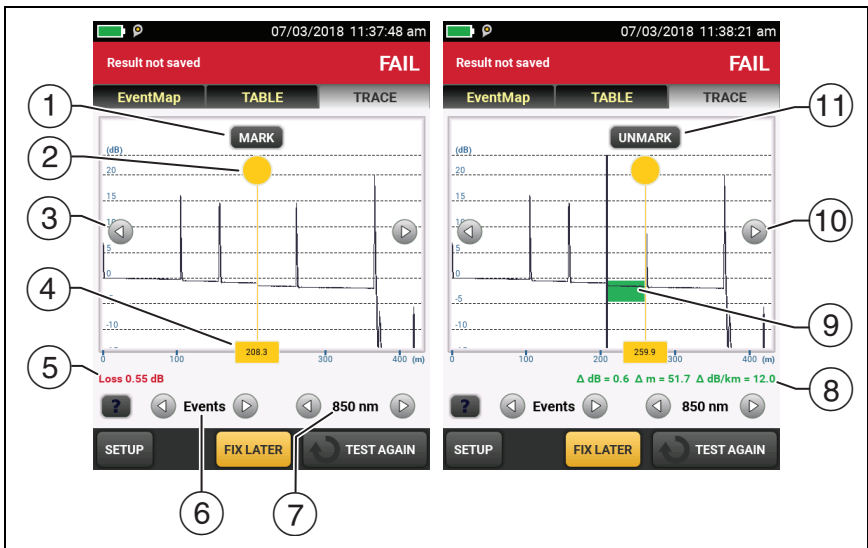 07/03/2018 11:37:48 am
Result not saved FAIL
EventMap TABLE TRACE
MARK
(dB)
20
15
10
5
0
-5
-10
208.3
0 100 300 400 (m)
Loss 0.55 dB
? Events 850 nm
SETUP FIX LATER TEST AGAIN
07/03/2018 11:38:21 am
Result not saved FAIL
EventMap TABLE TRACE
UNMARK
(dB)
20
15
5
0
-5
-10
259.9
0 100 300 400 (m)
Δ dB = 0.6 Δ m = 51.7 Δ dB/km = 12.0
? Events 850 nm
SETUP FIX LATER TEST AGAIN
1
2
3
4
5
6
7
8
9
10
11